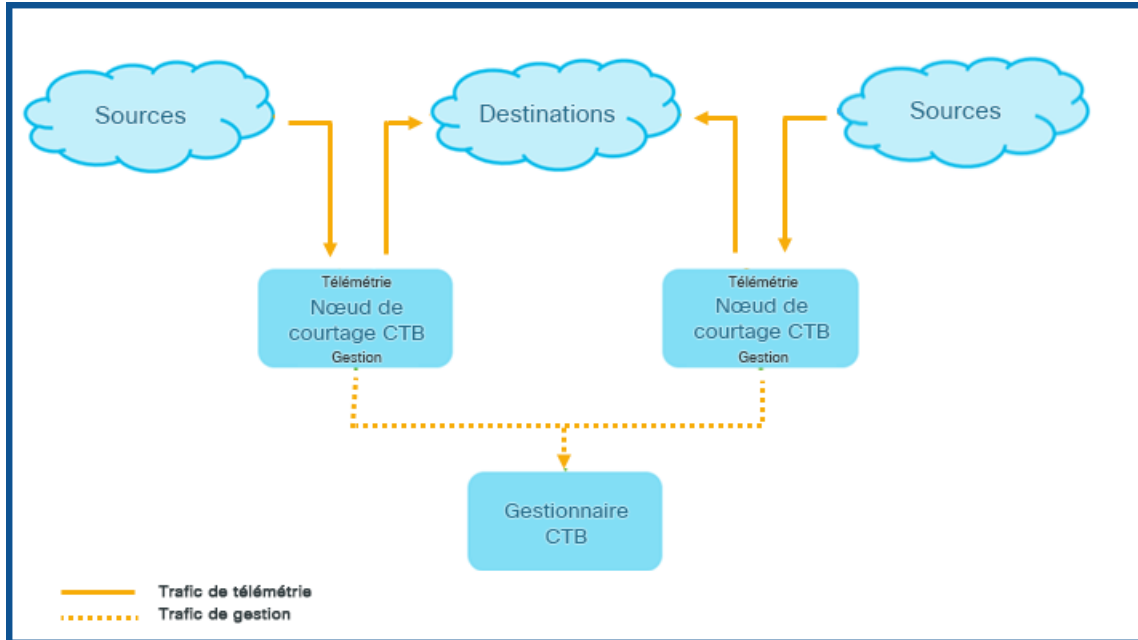 Sources
Destinations
Sources
Télémétrie
Nœud de
courtage CTB
Gestion
Télémétrie
Nœud de
courtage CTB
Gestion
Gestionnaire
CTB
Trafic de télémétrie
Trafic de gestion